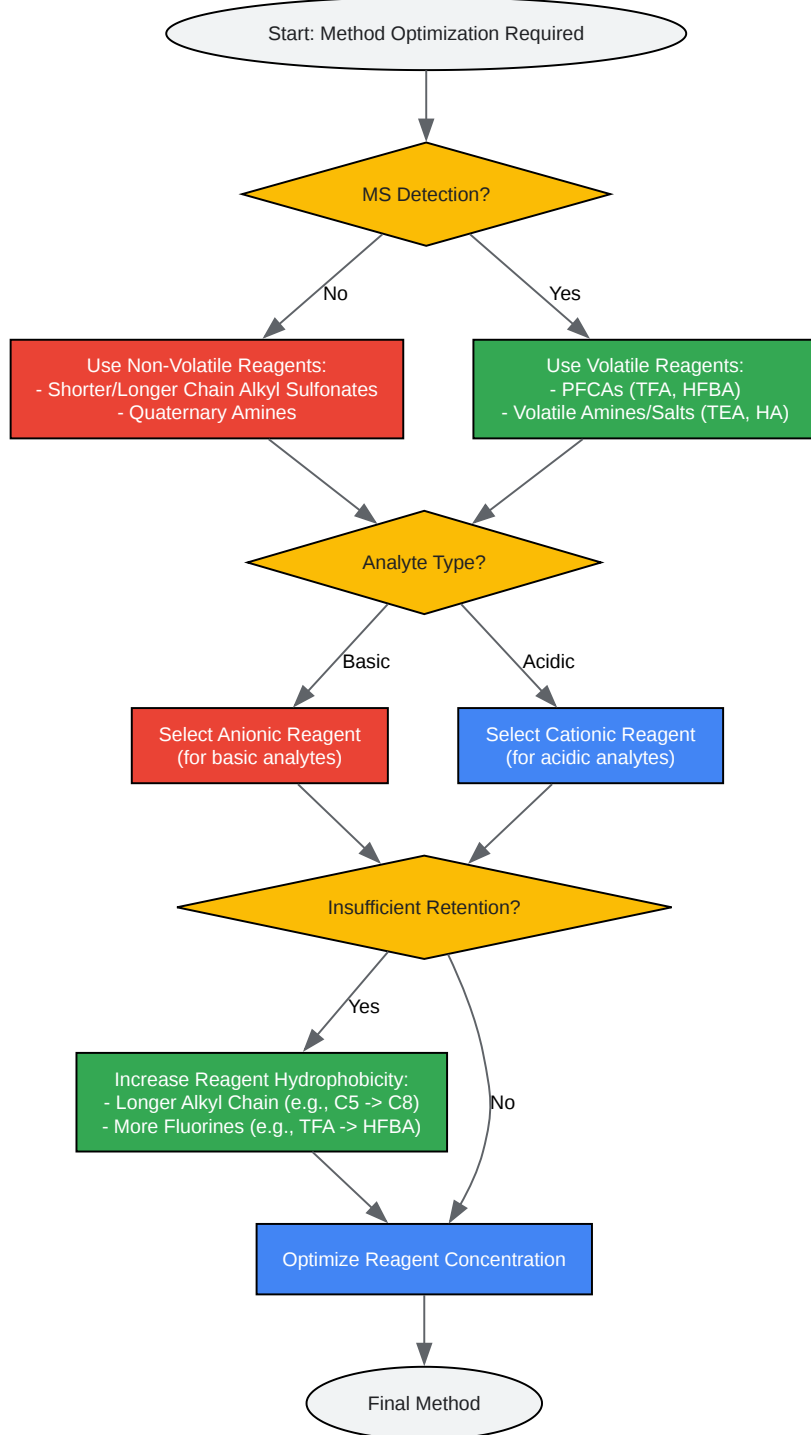 Start: Method Optimization Required
MS Detection?
No
Yes
Use Non-Volatile Reagents:
- Shorter/Longer Chain Alkyl Sulfonates
- Quaternary Amines
Use Volatile Reagents:
- PFCAs (TFA, HFBA)
- Volatile Amines/Salts (TEA, HA)
Analyte Type?
Basic
Acidic
Select Anionic Reagent
(for basic analytes)
Select Cationic Reagent
(for acidic analytes)
Insufficient Retention?
Yes
Increase Reagent Hydrophobicity:
- Longer Alkyl Chain (e.g., C5 -> C8)
- More Fluorines (e.g., TFA -> HFBA)
No
Optimize Reagent Concentration
Final Method